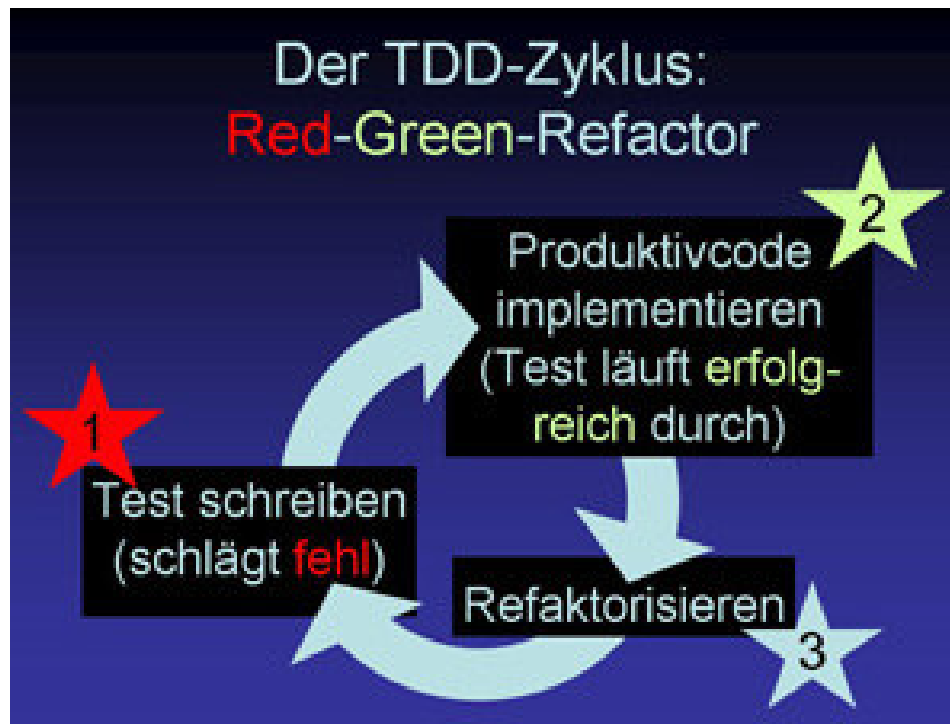 Der TDD-Zyklus:
Red-Green-Refactor
1
Test schreiben
(schlägt fehl)
2
Produktivcode
implementieren
(Test läuft erfolg-
reich durch)
Refaktorisieren
3